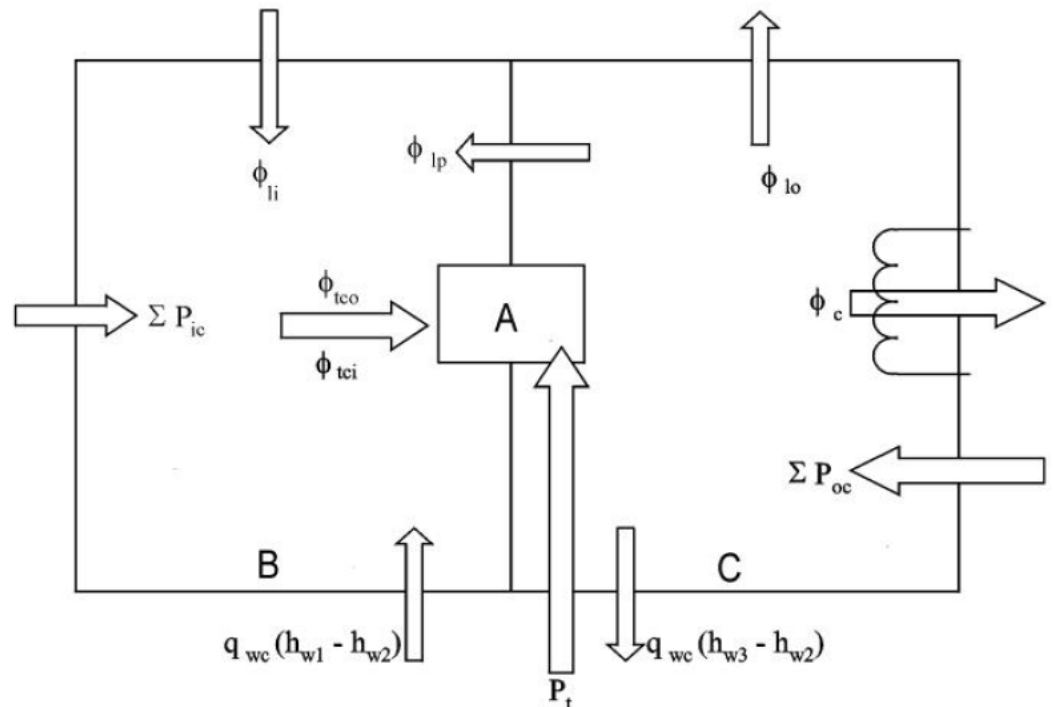 ϕ li
ϕ lp
ϕ lo
Σ P ic
ϕ tco
ϕ tci
A
ϕ c
Σ P oc
B
C
q wc (h w1 - h w2)
q wc (h w3 - h w2)
P t